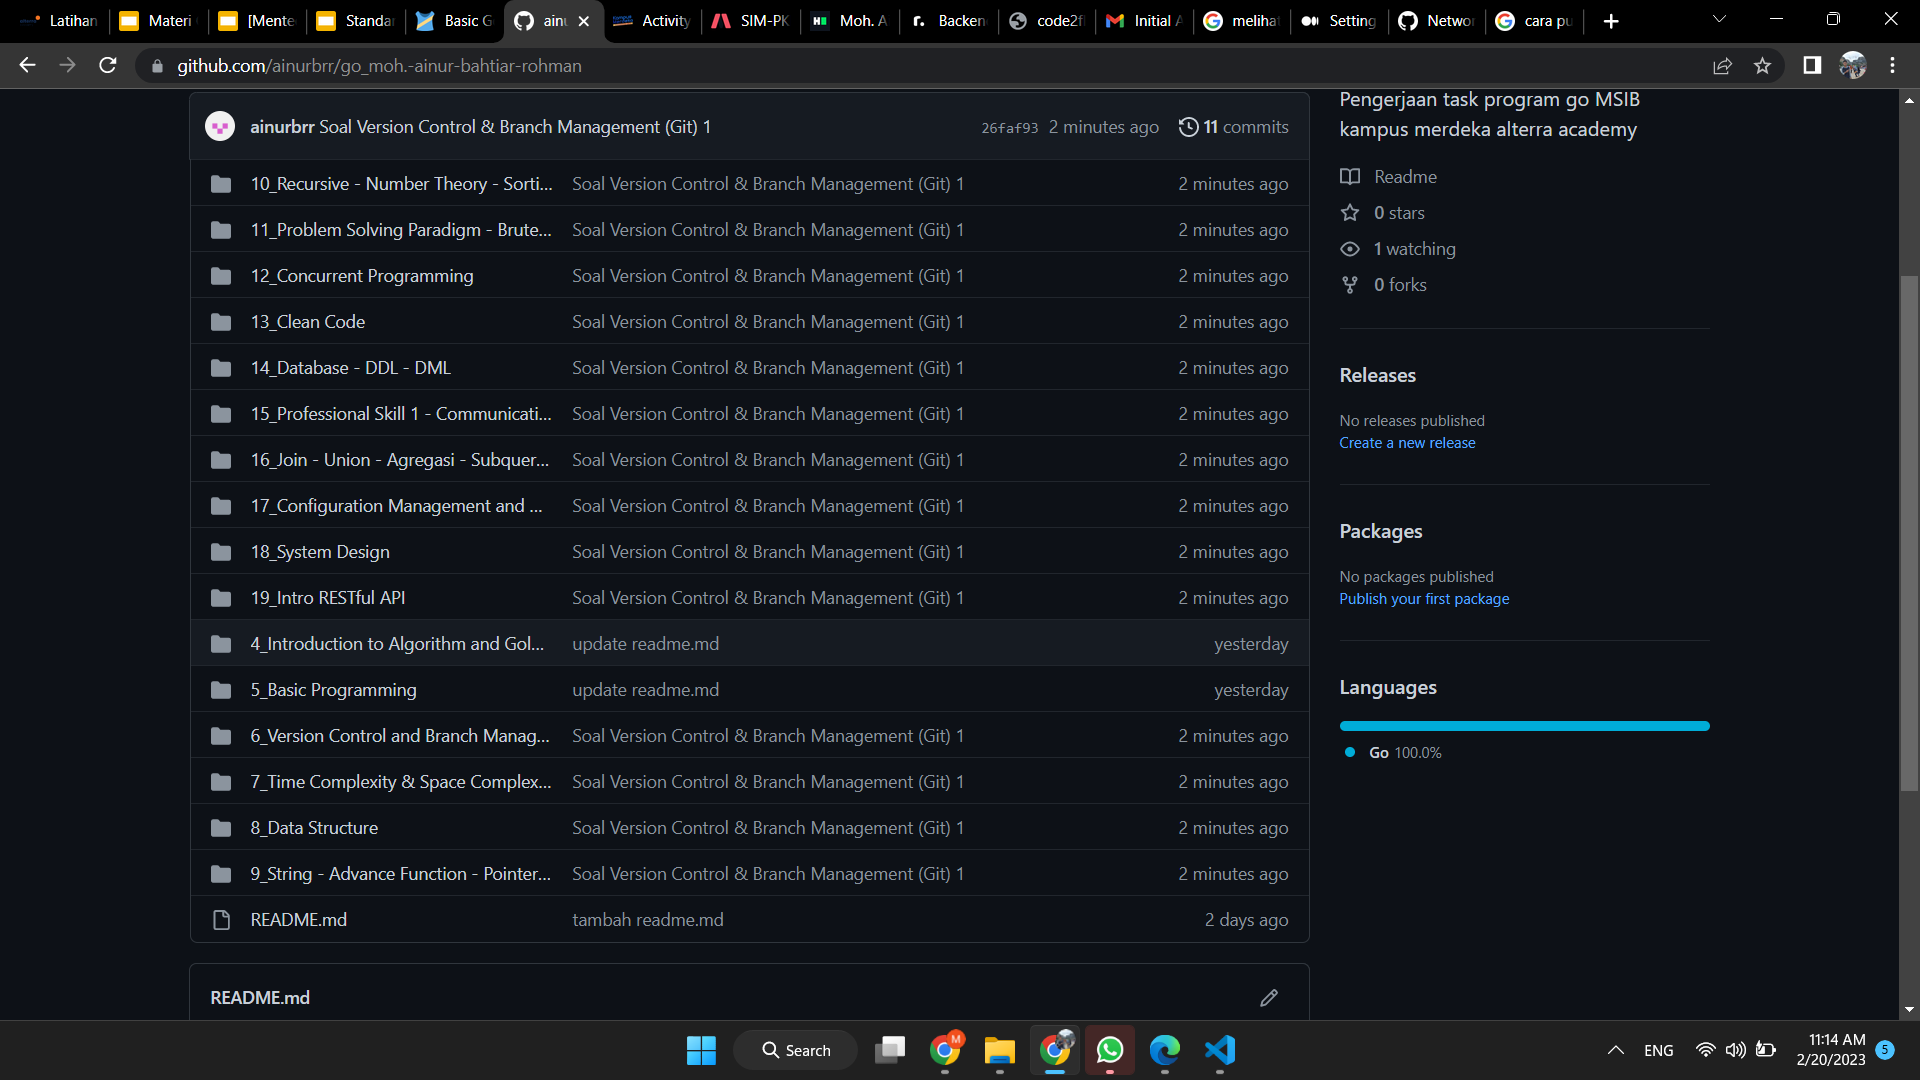 Latihan
Materi
[Mente
Standa
Basic G
ainu
Activity
SIM-PK
Moh. A
Backen
code2fl
Initial A
melihat
Setting
Networ
cara pu
github.com/ainurbrr/go_moh.-ainur-bahtiar-rohman
ainurbrr Soal Version Control & Branch Management (Git) 1 26faf93 2 minutes ago 11 commits
10_Recursive - Number Theory - Sorti... Soal Version Control & Branch Management (Git) 1 2 minutes ago
11_Problem Solving Paradigm - Brute... Soal Version Control & Branch Management (Git) 1 2 minutes ago
12_Concurrent Programming Soal Version Control & Branch Management (Git) 1 2 minutes ago
13_Clean Code Soal Version Control & Branch Management (Git) 1 2 minutes ago
14_Database - DDL - DML Soal Version Control & Branch Management (Git) 1 2 minutes ago
15_Professional Skill 1 - Communicati... Soal Version Control & Branch Management (Git) 1 2 minutes ago
16_Join - Union - Agregasi - Subquer... Soal Version Control & Branch Management (Git) 1 2 minutes ago
17_Configuration Management and ... Soal Version Control & Branch Management (Git) 1 2 minutes ago
18_System Design Soal Version Control & Branch Management (Git) 1 2 minutes ago
19_Intro RESTful API Soal Version Control & Branch Management (Git) 1 2 minutes ago
4_Introduction to Algorithm and Gol... update readme.md yesterday
5_Basic Programming update readme.md yesterday
6_Version Control and Branch Manag... Soal Version Control & Branch Management (Git) 1 2 minutes ago
7_Time Complexity & Space Complex... Soal Version Control & Branch Management (Git) 1 2 minutes ago
8_Data Structure Soal Version Control & Branch Management (Git) 1 2 minutes ago
9_String - Advance Function - Pointer... Soal Version Control & Branch Management (Git) 1 2 minutes ago
README.md tambah readme.md 2 days ago
README.md
Pengerjaan task program go MSIB
kampus merdeka alterra academy
Readme
0 stars
1 watching
0 forks
Releases
No releases published
Create a new release
Packages
No packages published
Publish your first package
Languages
Go 100.0%
Search
M
ENG
11:14 AM
2/20/2023
5